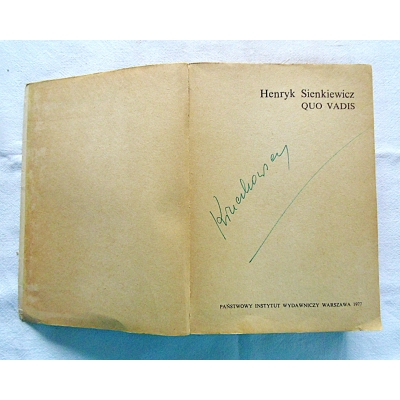 Henryk Sienkiewicz
QUO VADIS
PAŃSTWOWY INSTYTUT WYDAWNICZY WARSZAWA 1977